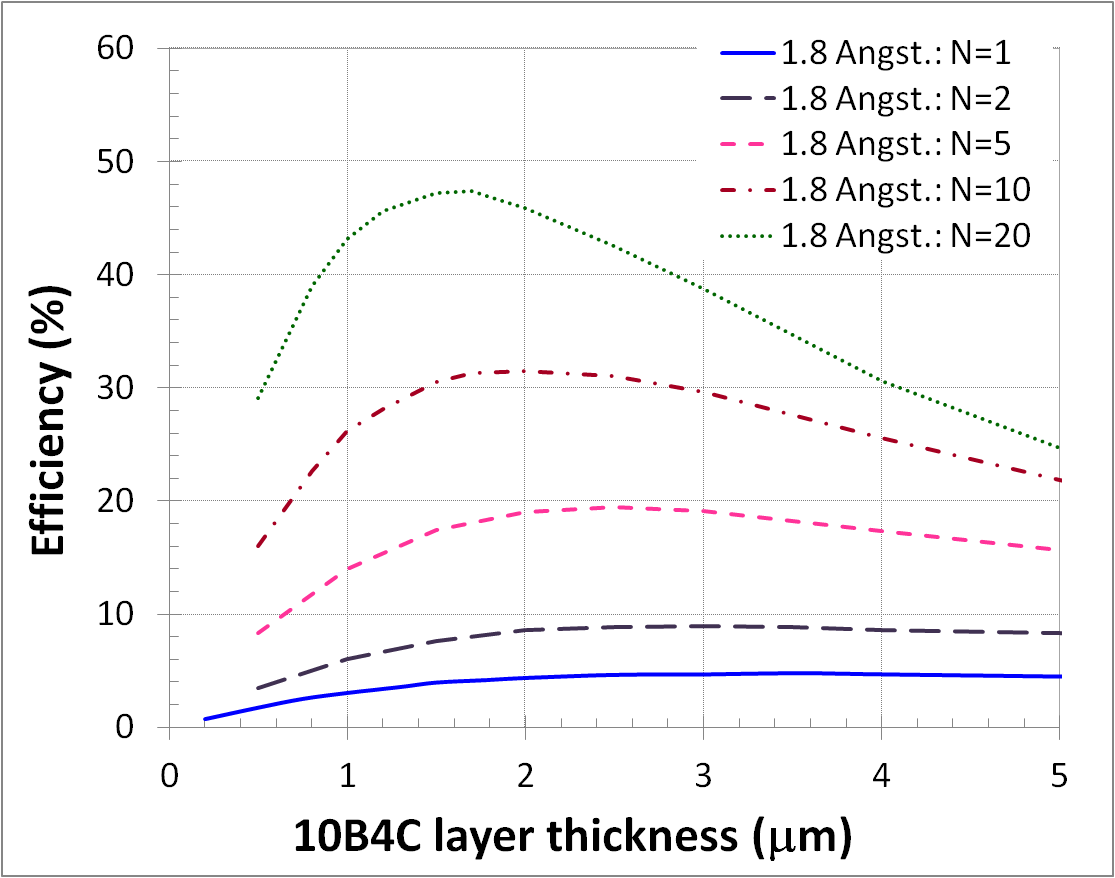 60
50
40
30
20
10
0
0 1 2 3 4 5
Efficiency (%)
10B4C layer thickness (μm)
1.8 Angst.: N=1
1.8 Angst.: N=2
1.8 Angst.: N=5
1.8 Angst.: N=10
1.8 Angst.: N=20